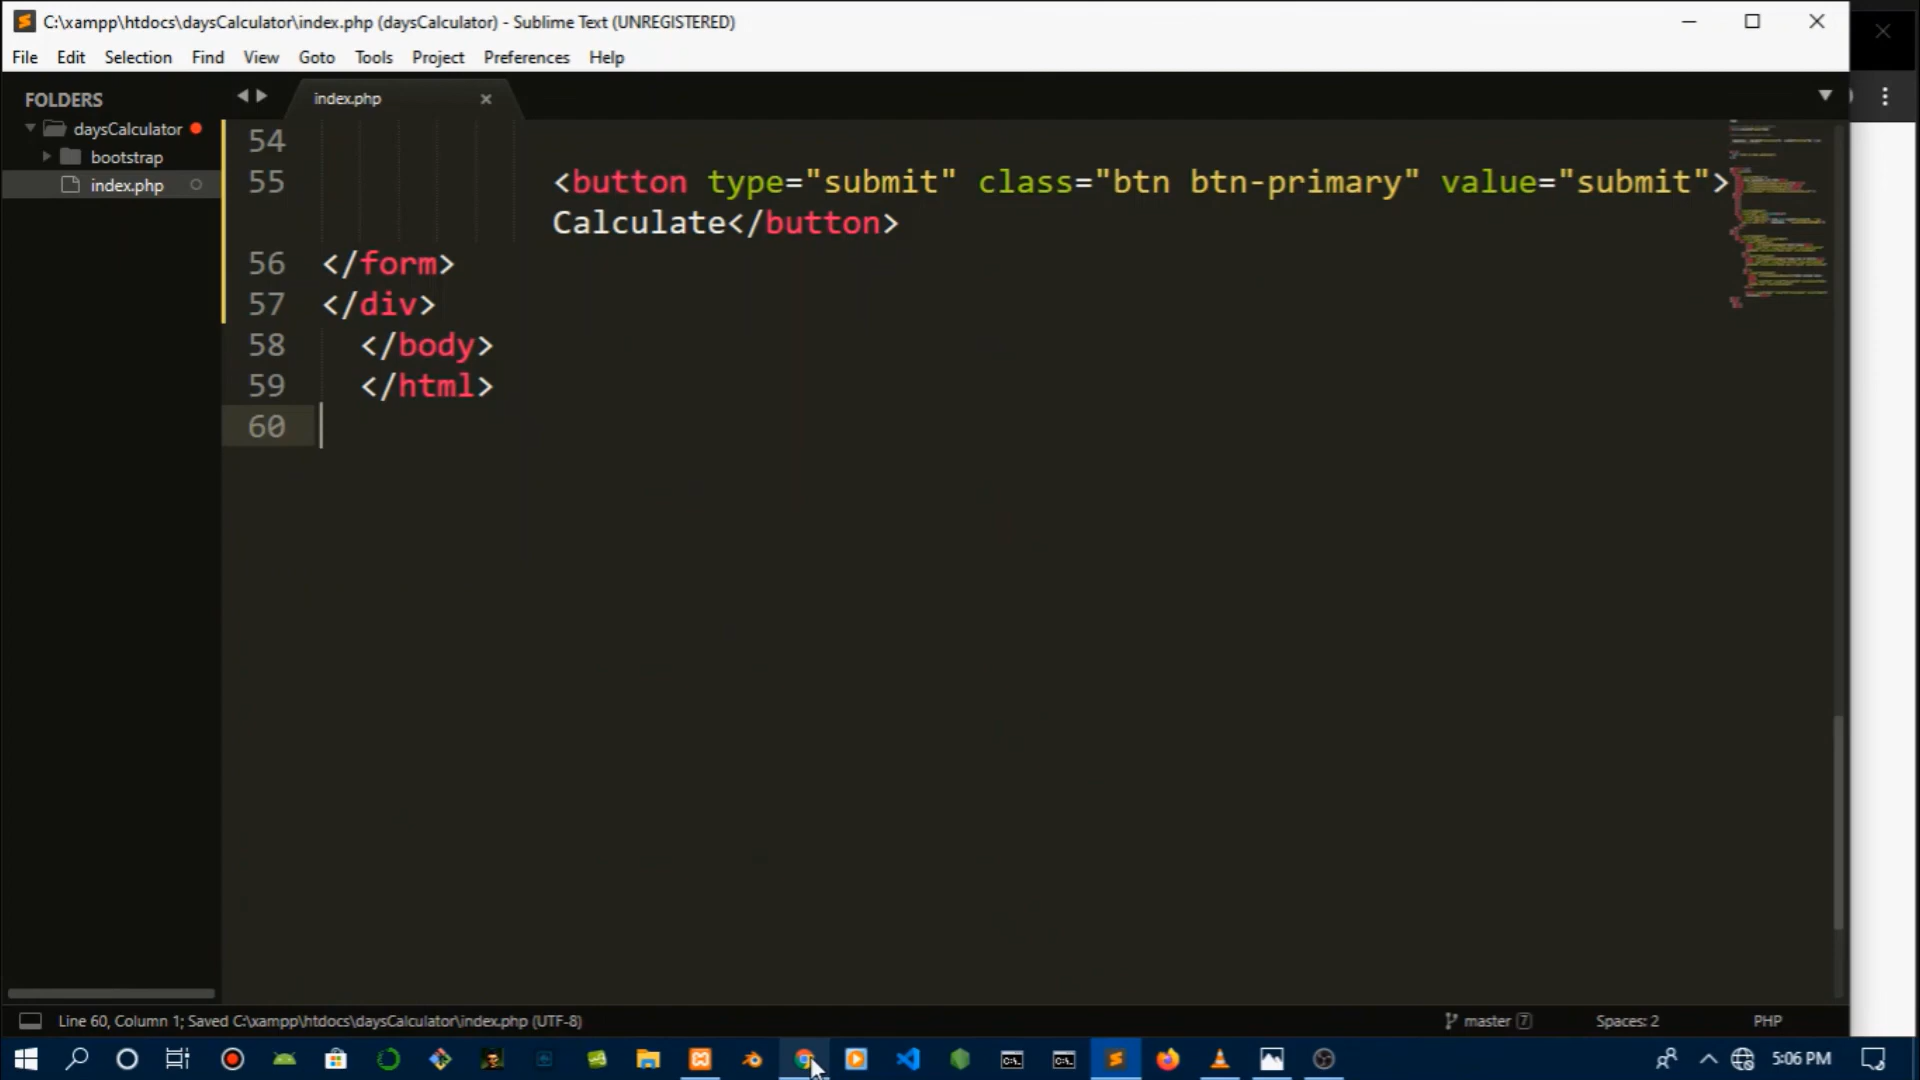 C:\xampp\htdocs\daysCalculator\index.php (daysCalculator) - Sublime Text (UNREGISTERED)
File Edit Selection Find View Goto Tools Project Preferences Help
FOLDERS
daysCalculator
bootstrap
index.php
index.php
54
55 <button type="submit" class="btn btn-primary" value="submit">
Calculate</button>
56 </form>
57 </div>
58 </body>
59 </html>
60
Line 60, Column 1; Saved C:\xampp\htdocs\daysCalculator\index.php (UTF-8)
master 7
Spaces: 2
PHP
5:06 PM